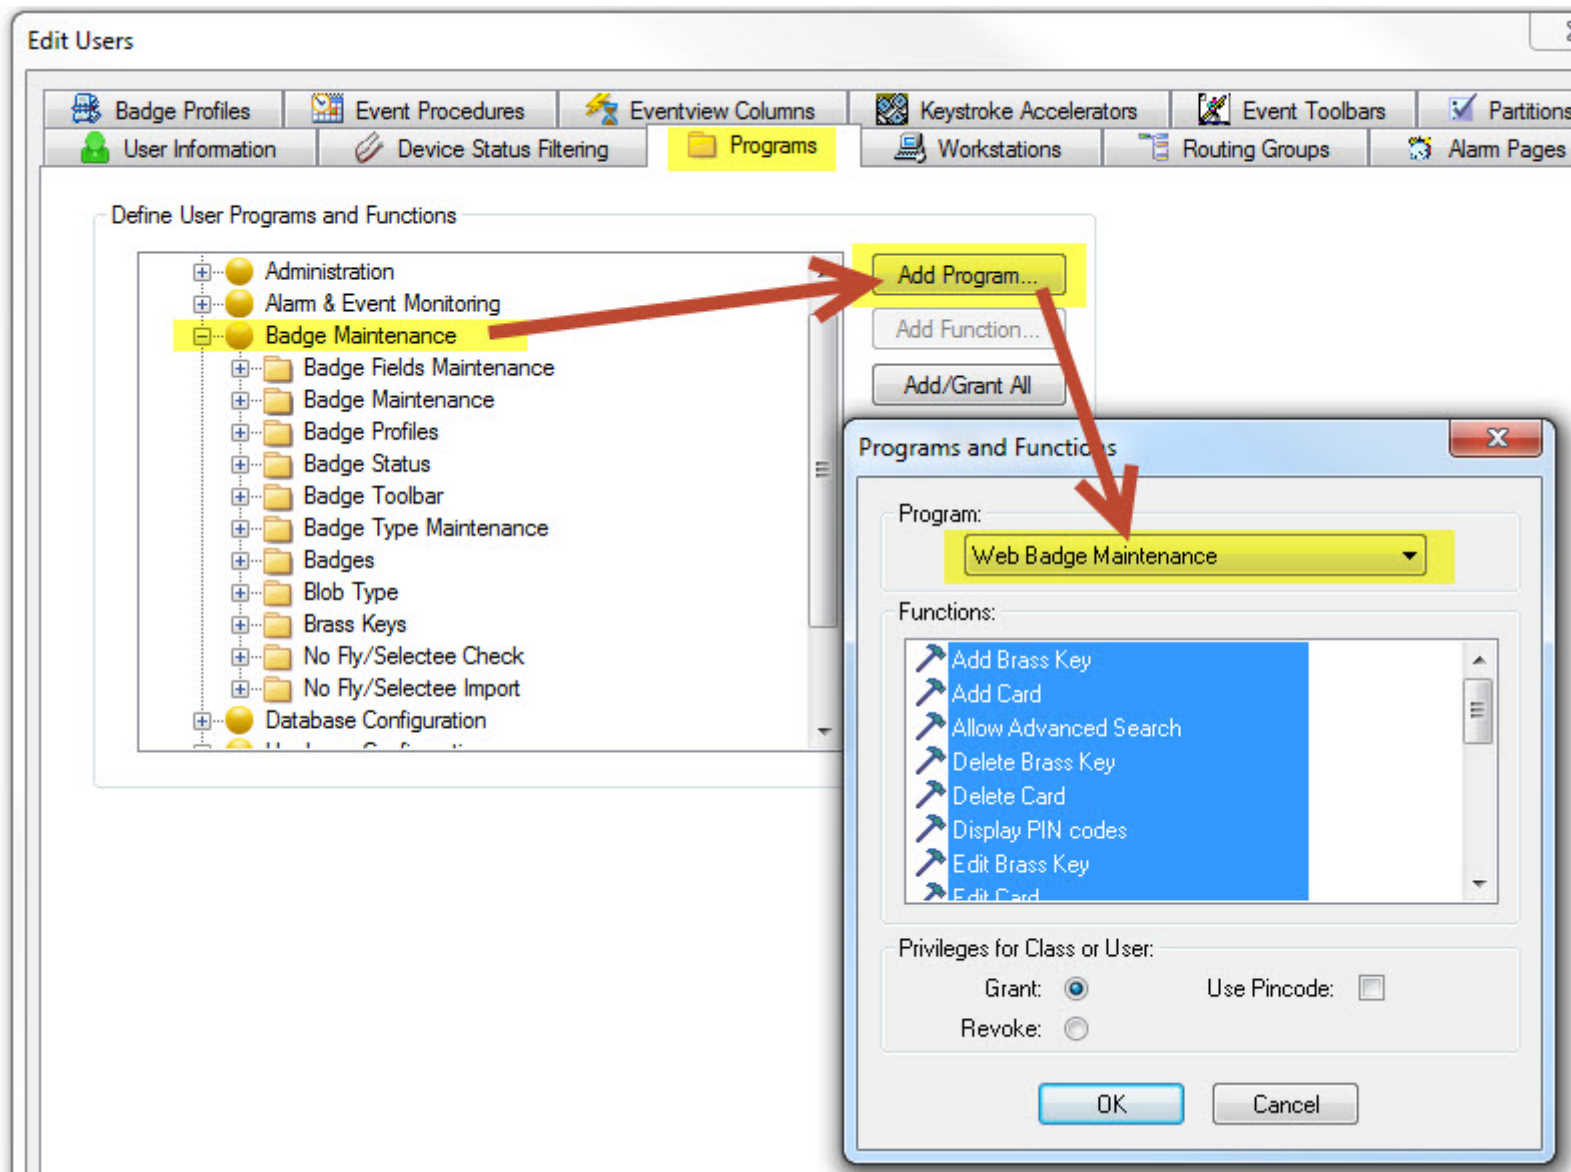 Edit Users
Badge Profiles
Event Procedures
Eventview Columns
Keystroke Accelerators
Event Toolbars
Partitions
User Information
Device Status Filtering
Programs
Workstations
Routing Groups
Alarm Pages
Define User Programs and Functions
Administration
Alarm & Event Monitoring
Badge Maintenance
Badge Fields Maintenance
Badge Maintenance
Badge Profiles
Badge Status
Badge Toolbar
Badge Type Maintenance
Badges
Blob Type
Brass Keys
No Fly/Selectee Check
No Fly/Selectee Import
Database Configuration
Add Program...
Add Function...
Add/Grant All
Programs and Functions
Program:
Web Badge Maintenance
Functions:
Add Brass Key
Add Card
Allow Advanced Search
Delete Brass Key
Delete Card
Display PIN codes
Edit Brass Key
Edit Card
Privileges for Class or User:
Grant:
Use Pincode:
Revoke:
OK
Cancel